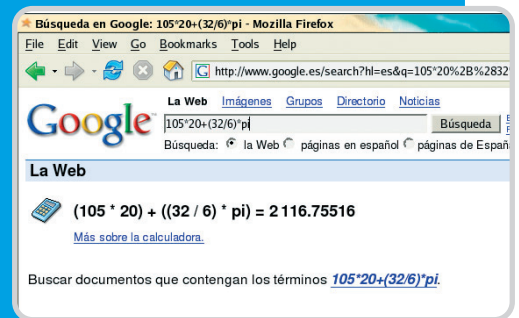 Búsqueda en Google: 105*20+(32/6)*pi - Mozilla Firefox
File Edit View Go Bookmarks Tools Help
http://www.google.es/search?hl=es&q=105*20%2B%2832
Google
La Web Imágenes Grupos Directorio Noticias
105*20+(32/6)*pi Búsqueda
Búsqueda: la Web páginas en español páginas de Españ
La Web
(105 * 20) + ((32 / 6) * pi) = 2 116.75516
Más sobre la calculadora.
Buscar documentos que contengan los términos 105*20+(32/6)*pi.